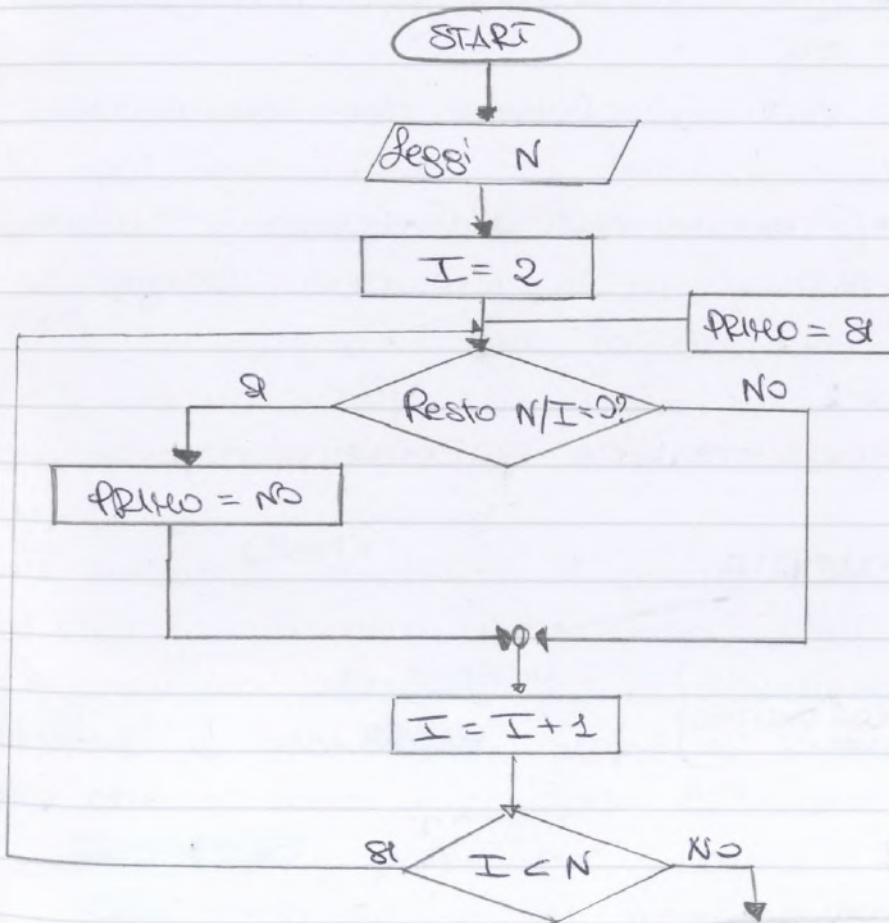 START
Leggi N
I = 2
PRIMO = SI
Resto N/I=0?
SI
NO
PRIMO = NO
I = I + 1
I < N
SI
NO